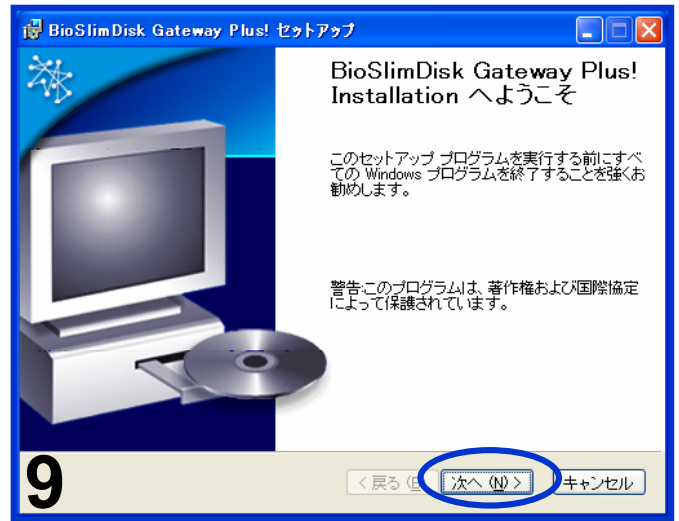 BioSlimDisk Gateway Plus! セットアップ
BioSlimDisk Gateway Plus!
Installation へようこそ
このセットアップ プログラムを実行する前にすべ
ての Windows プログラムを終了することを強くお
勧めします。
警告:このプログラムは、著作権および国際協定
によって保護されています。
9
< 戻る (B
次へ (N) >
キャンセル